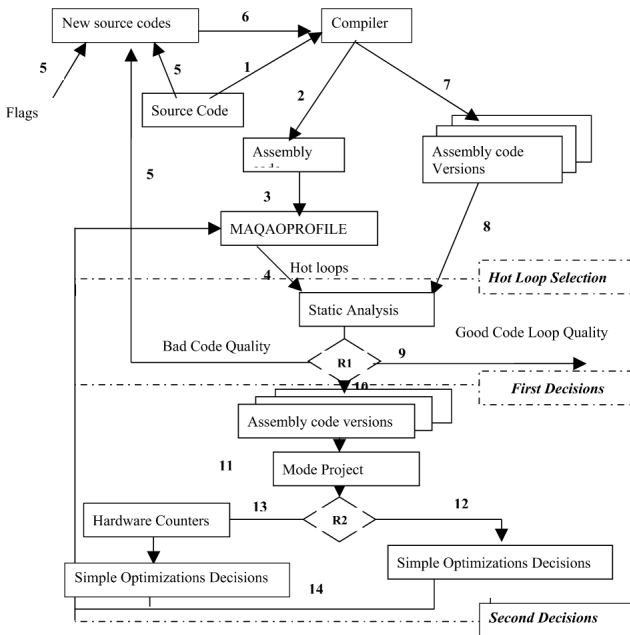 New source codes
6
Compiler
5
5
1
7
Flags
Source Code
2
Assembly
Assembly code
Versions
5
3
8
MAQAOPROFILE
4
Hot loops
Hot Loop Selection
Static Analysis
Bad Code Quality
Good Code Loop Quality
R1
9
10
First Decisions
Assembly code versions
11
Mode Project
13
R2
12
Hardware Counters
Simple Optimizations Decisions
Simple Optimizations Decisions
14
Second Decisions